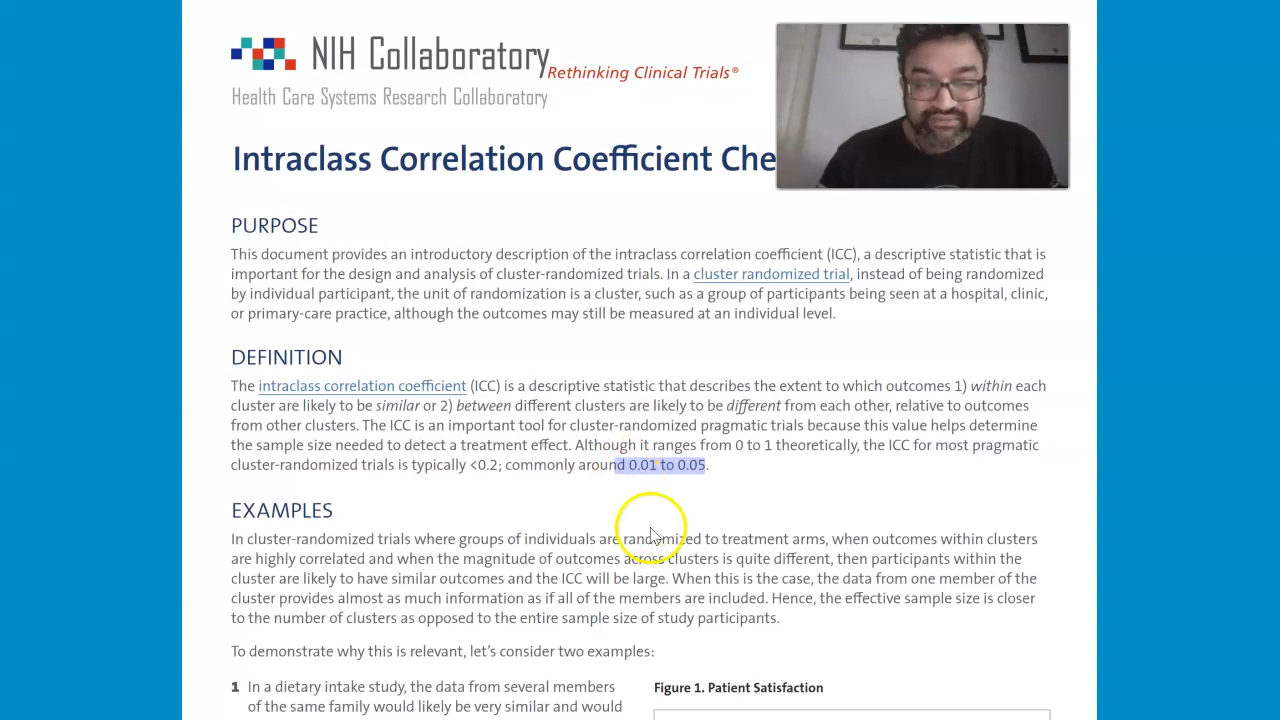 NIH Collaboratory
Rethinking Clinical Trials®
Health Care Systems Research Collaboratory
Intraclass Correlation Coefficient Che
PURPOSE
This document provides an introductory description of the intraclass correlation coefficient (ICC), a descriptive statistic that is
important for the design and analysis of cluster-randomized trials. In a cluster randomized trial, instead of being randomized
by individual participant, the unit of randomization is a cluster, such as a group of participants being seen at a hospital, clinic,
or primary-care practice, although the outcomes may still be measured at an individual level.
DEFINITION
The intraclass correlation coefficient (ICC) is a descriptive statistic that describes the extent to which outcomes 1) within each
cluster are likely to be similar or 2) between different clusters are likely to be different from each other, relative to outcomes
from other clusters. The ICC is an important tool for cluster-randomized pragmatic trials because this value helps determine
the sample size needed to detect a treatment effect. Although it ranges from 0 to 1 theoretically, the ICC for most pragmatic
cluster-randomized trials is typically <0.2; commonly around 0.01 to 0.05.
EXAMPLES
In cluster-randomized trials where groups of individuals are randomized to treatment arms, when outcomes within clusters
are highly correlated and when the magnitude of outcomes across clusters is quite different, then participants within the
cluster are likely to have similar outcomes and the ICC will be large. When this is the case, the data from one member of the
cluster provides almost as much information as if all of the members are included. Hence, the effective sample size is closer
to the number of clusters as opposed to the entire sample size of study participants.
To demonstrate why this is relevant, let's consider two examples:
1 In a dietary intake study, the data from several members
of the same family would likely be very similar and would
Figure 1. Patient Satisfaction